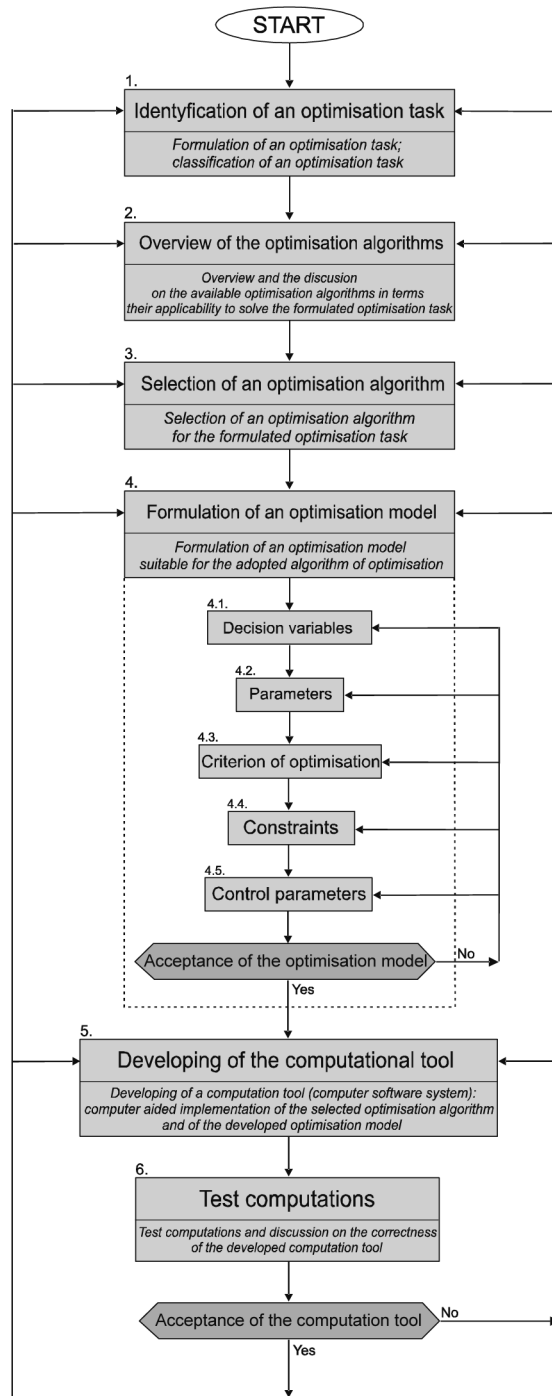 START
1.
Identyfication of an optimisation task
Formulation of an optimisation task;
classification of an optimisation task
2.
Overview of the optimisation algorithms
Overview and the discusion
on the available optimisation algorithms in terms
their applicability to solve the formulated optimisation task
3.
Selection of an optimisation algorithm
Selection of an optimisation algorithm
for the formulated optimisation task
4.
Formulation of an optimisation model
Formulation of an optimisation model
suitable for the adopted algorithm of optimisation
4.1.
Decision variables
4.2.
Parameters
4.3.
Criterion of optimisation
4.4.
Constraints
4.5.
Control parameters
Acceptance of the optimisation model
No
Yes
5.
Developing of the computational tool
Developing of a computation tool (computer software system):
computer aided implementation of the selected optimisation algorithm
and of the developed optimisation model
6.
Test computations
Test computations and discussion on the correctness
of the developed computation tool
Acceptance of the computation tool
No
Yes